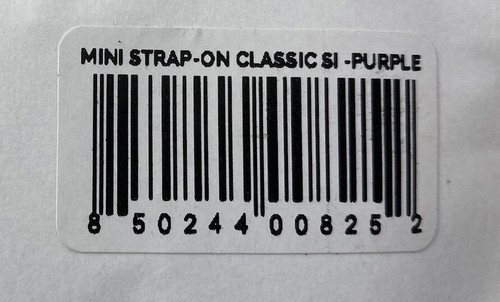 MINI STRAP-ON CLASSIC SI -PURPLE
8 50244 00825 2